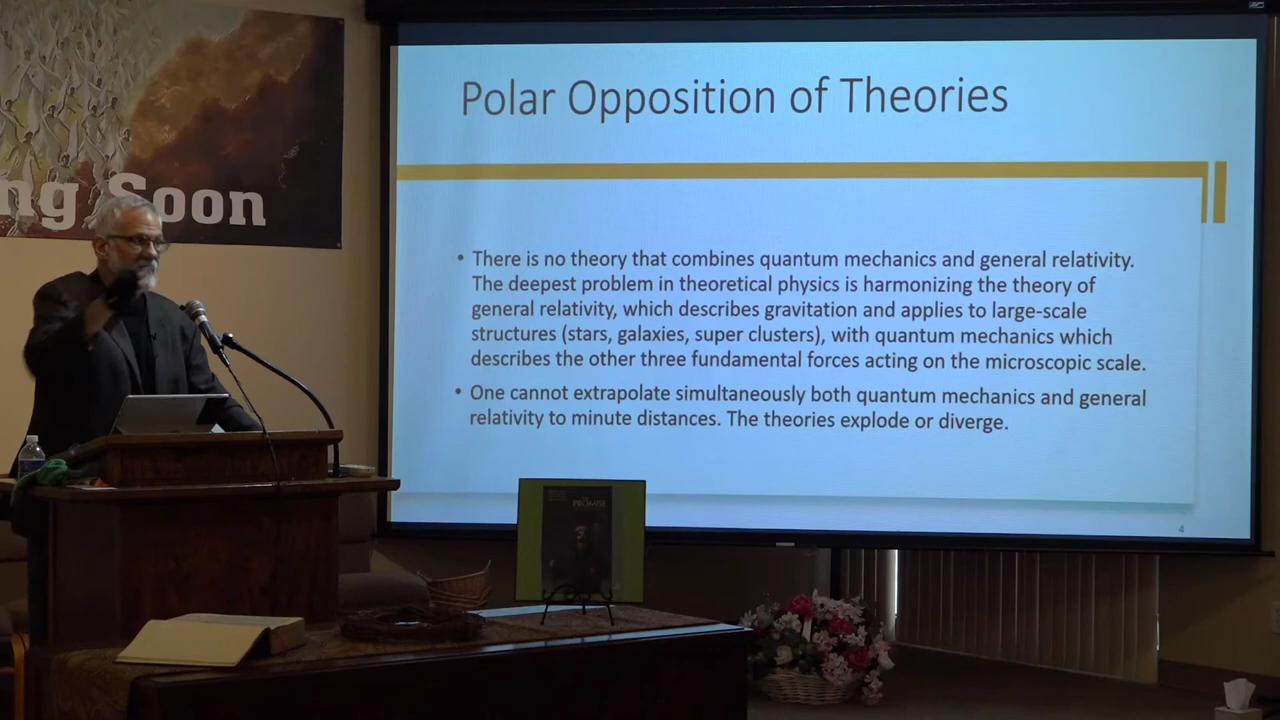 ng Soon
Polar Opposition of Theories
• There is no theory that combines quantum mechanics and general relativity.
The deepest problem in theoretical physics is harmonizing the theory of
general relativity, which describes gravitation and applies to large-scale
structures (stars, galaxies, super clusters), with quantum mechanics which
describes the other three fundamental forces acting on the microscopic scale.
• One cannot extrapolate simultaneously both quantum mechanics and general
relativity to minute distances. The theories explode or diverge.
4
PROMISE